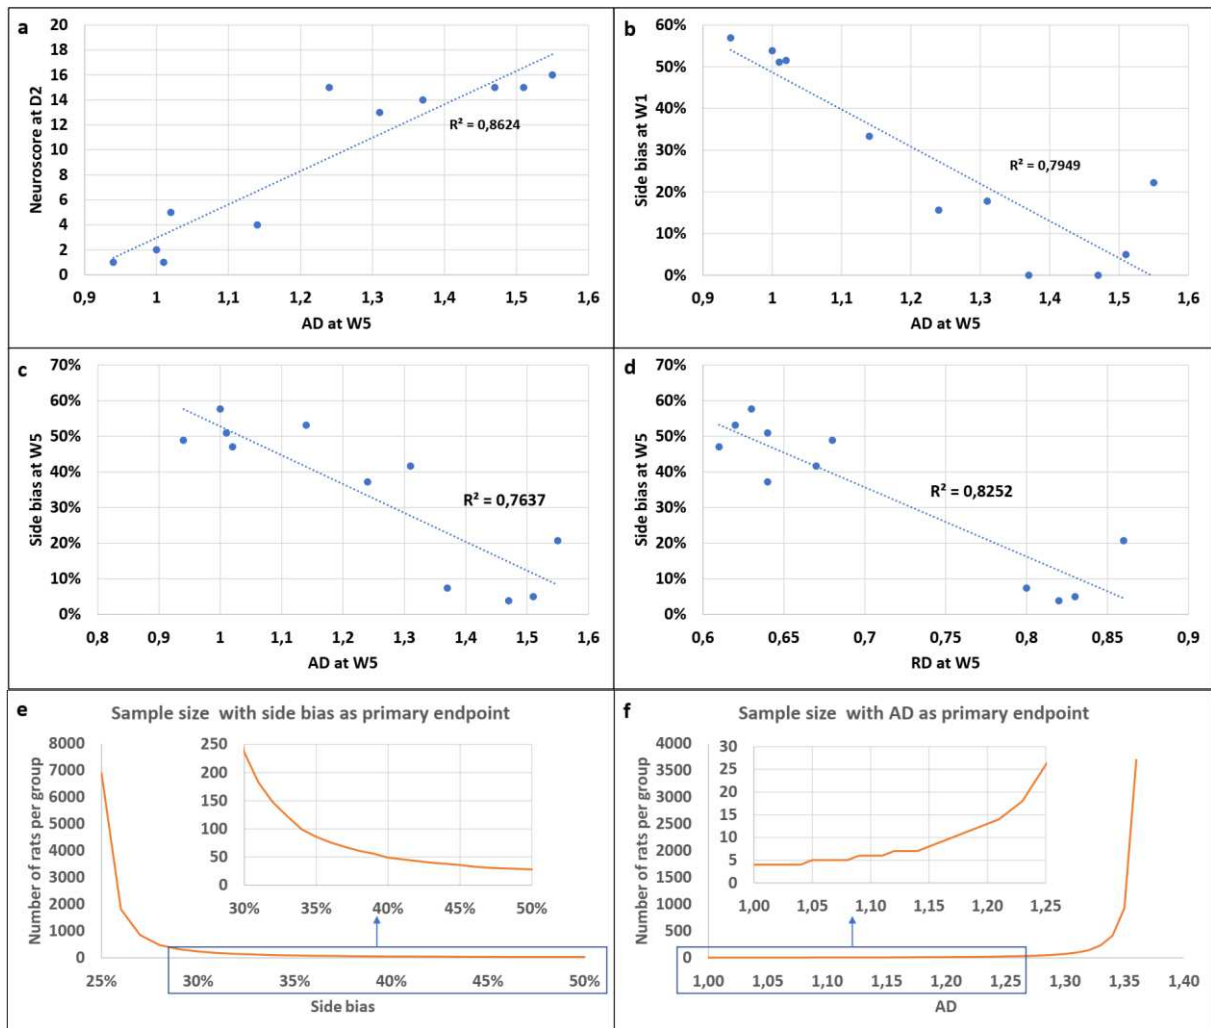 a
20
18
16
14
12
10
8
6
4
2
0
Neuroscore at D2
R² = 0,8624
0,9 1 1,1 1,2 1,3 1,4 1,5 1,6
AD at W5
b
60%
50%
40%
30%
20%
10%
0%
Side bias at W1
R² = 0,7949
0,9 1 1,1 1,2 1,3 1,4 1,5 1,6
AD at W5
c
70%
60%
50%
40%
30%
20%
10%
0%
Side bias at W5
R² = 0,7637
0,8 0,9 1 1,1 1,2 1,3 1,4 1,5 1,6
AD at W5
d
70%
60%
50%
40%
30%
20%
10%
0%
Side bias at W5
R² = 0,8252
0,6 0,65 0,7 0,75 0,8 0,85 0,9
RD at W5
e
Sample size with side bias as primary endpoint
8000
7000
6000
5000
4000
3000
2000
1000
0
Number of rats per group
250
200
150
100
50
0
30% 35% 40% 45% 50%
25% 30% 35% 40% 45% 50%
Side bias
f
Sample size with AD as primary endpoint
4000
3500
3000
2500
2000
1500
1000
500
0
Number of rats per group
30
25
20
15
10
5
0
1,00 1,05 1,10 1,15 1,20 1,25
1,00 1,05 1,10 1,15 1,20 1,25 1,30 1,35 1,40
AD